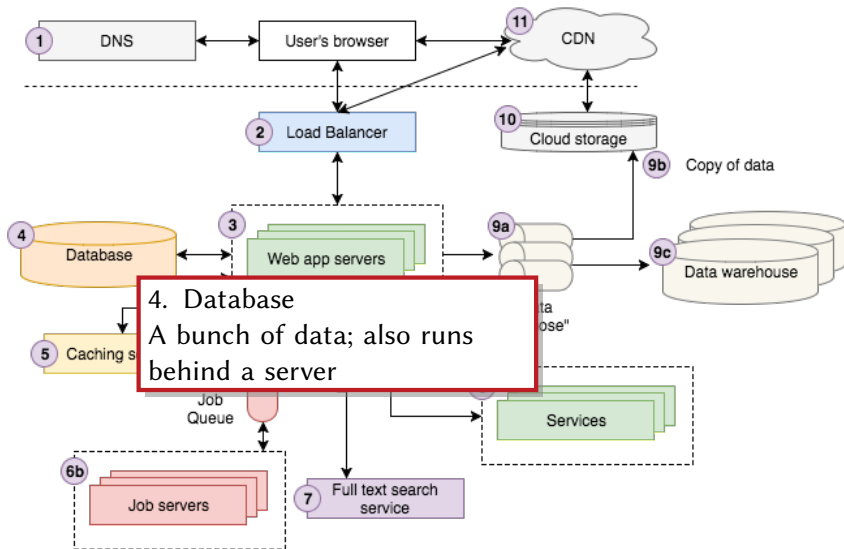 1 DNS
User's browser
11
CDN
2 Load Balancer
10
Cloud storage
9b Copy of data
3
4
Database
Web app servers
9a
9c
Data warehouse
4. Database
A bunch of data; also runs
behind a server
5 Caching
Job
Queue
Services
6b
Job servers
7 Full text search
service